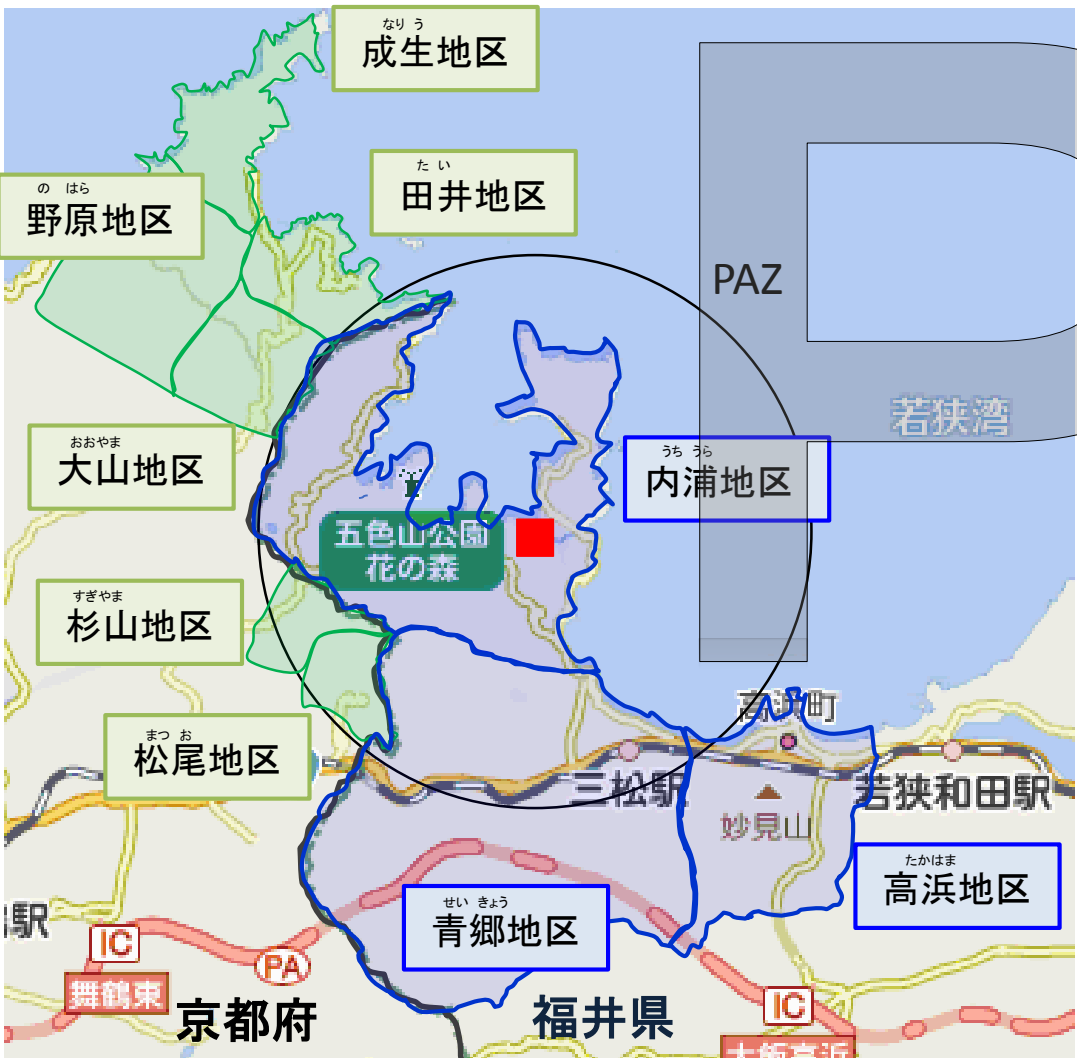 なり う
成生地区
た い
田井地区
の はら
野原地区
PAZ
若狭湾
うち うら
内浦地区
おおやま
大山地区
五色山公園
花の森
すぎやま
杉山地区
まつ お
松尾地区
高浜町
三松駅
若狭和田駅
妙見山
たかはま
高浜地区
せい きょう
青郷地区
駅
IC
PA
舞鶴東
京都府
福井県
IC
大飯高浜